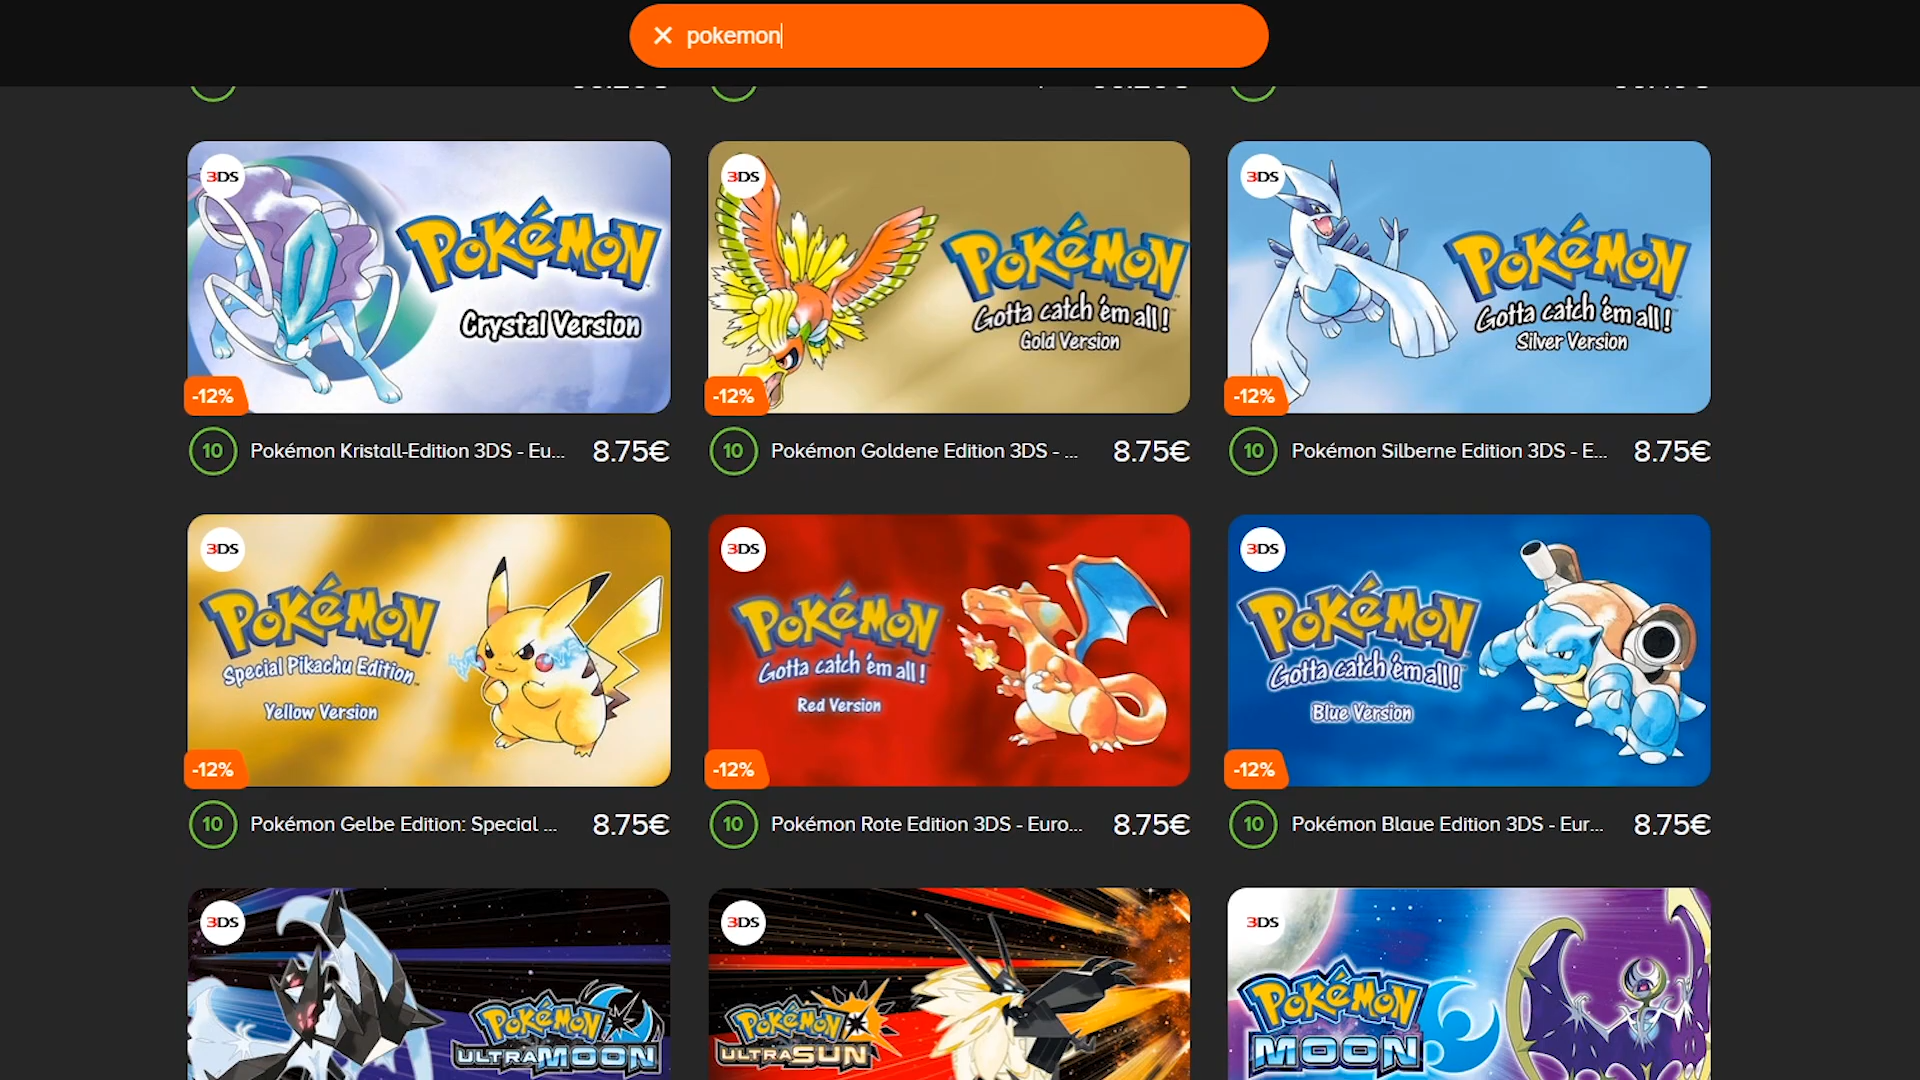 pokemon
3DS
POKéMON
Crystal Version
-12%
10 Pokémon Kristall-Edition 3DS - Eu... 8.75€
3DS
POKéMON
Gotta catch 'em all!
Gold Version
-12%
10 Pokémon Goldene Edition 3DS - ... 8.75€
3DS
POKéMON
Gotta catch 'em all!
Silver Version
-12%
10 Pokémon Silberne Edition 3DS - E... 8.75€
3DS
POKéMON
Special Pikachu Edition
Yellow Version
-12%
10 Pokémon Gelbe Edition: Special ... 8.75€
3DS
POKéMON
Gotta catch 'em all!
Red Version
-12%
10 Pokémon Rote Edition 3DS - Euro... 8.75€
3DS
POKéMON
Gotta catch 'em all!!
Blue Version
-12%
10 Pokémon Blaue Edition 3DS - Eur... 8.75€
3DS
POKéMON
ULTRA MOON
3DS
POKéMON
ULTRA SUN
3DS
POKéMON
MOON